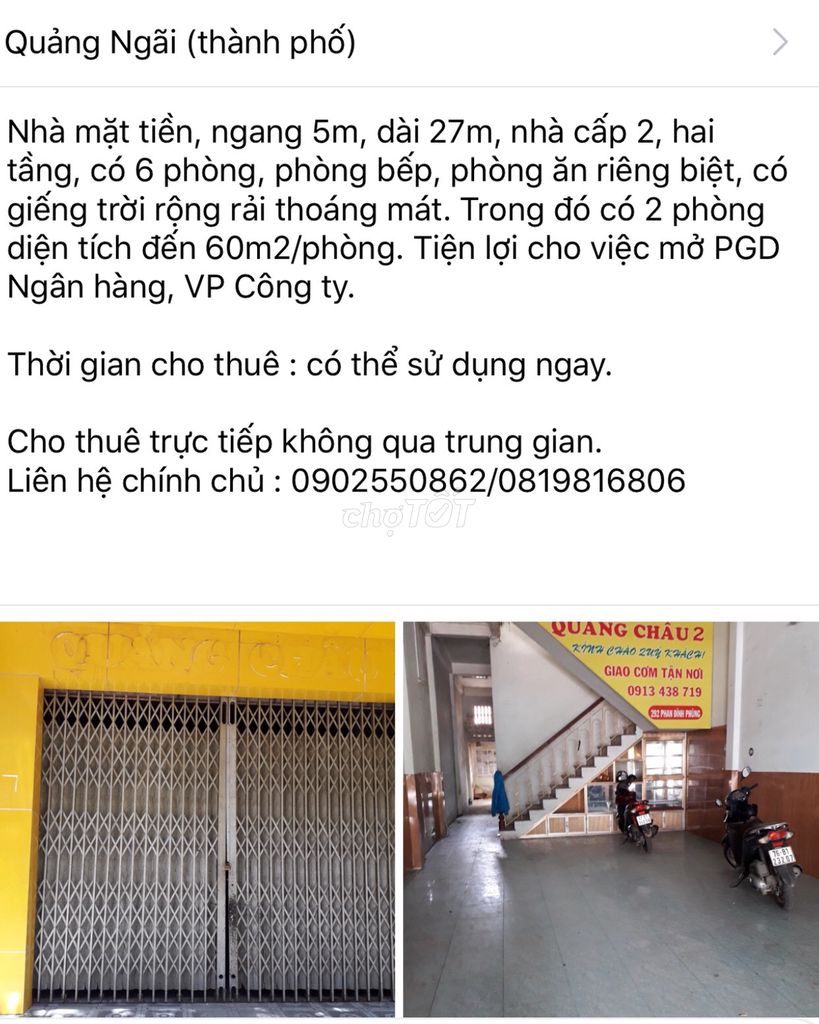 Quảng Ngãi (thành phố)
Nhà mặt tiền, ngang 5m, dài 27m, nhà cấp 2, hai
tầng, có 6 phòng, phòng bếp, phòng ăn riêng biệt, có
giếng trời rộng rải thoáng mát. Trong đó có 2 phòng
diện tích đến 60m2/phòng. Tiện lợi cho việc mở PGD
Ngân hàng, VP Công ty.
Thời gian cho thuê : có thể sử dụng ngay.
Cho thuê trực tiếp không qua trung gian.
Liên hệ chính chủ : 0902550862/0819816806
chợTỐT
QUẢNG CHÂU 2
KÍNH CHÀO QUÝ KHÁCH!
GIAO CƠM TẬN NƠI
0913 438 719
292 PHAN ĐÌNH PHÙNG